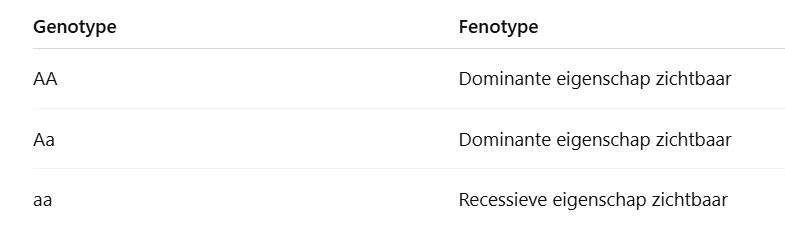 Genotype Fenotype
AA Dominante eigenschap zichtbaar
Aa Dominante eigenschap zichtbaar
aa Recessieve eigenschap zichtbaar